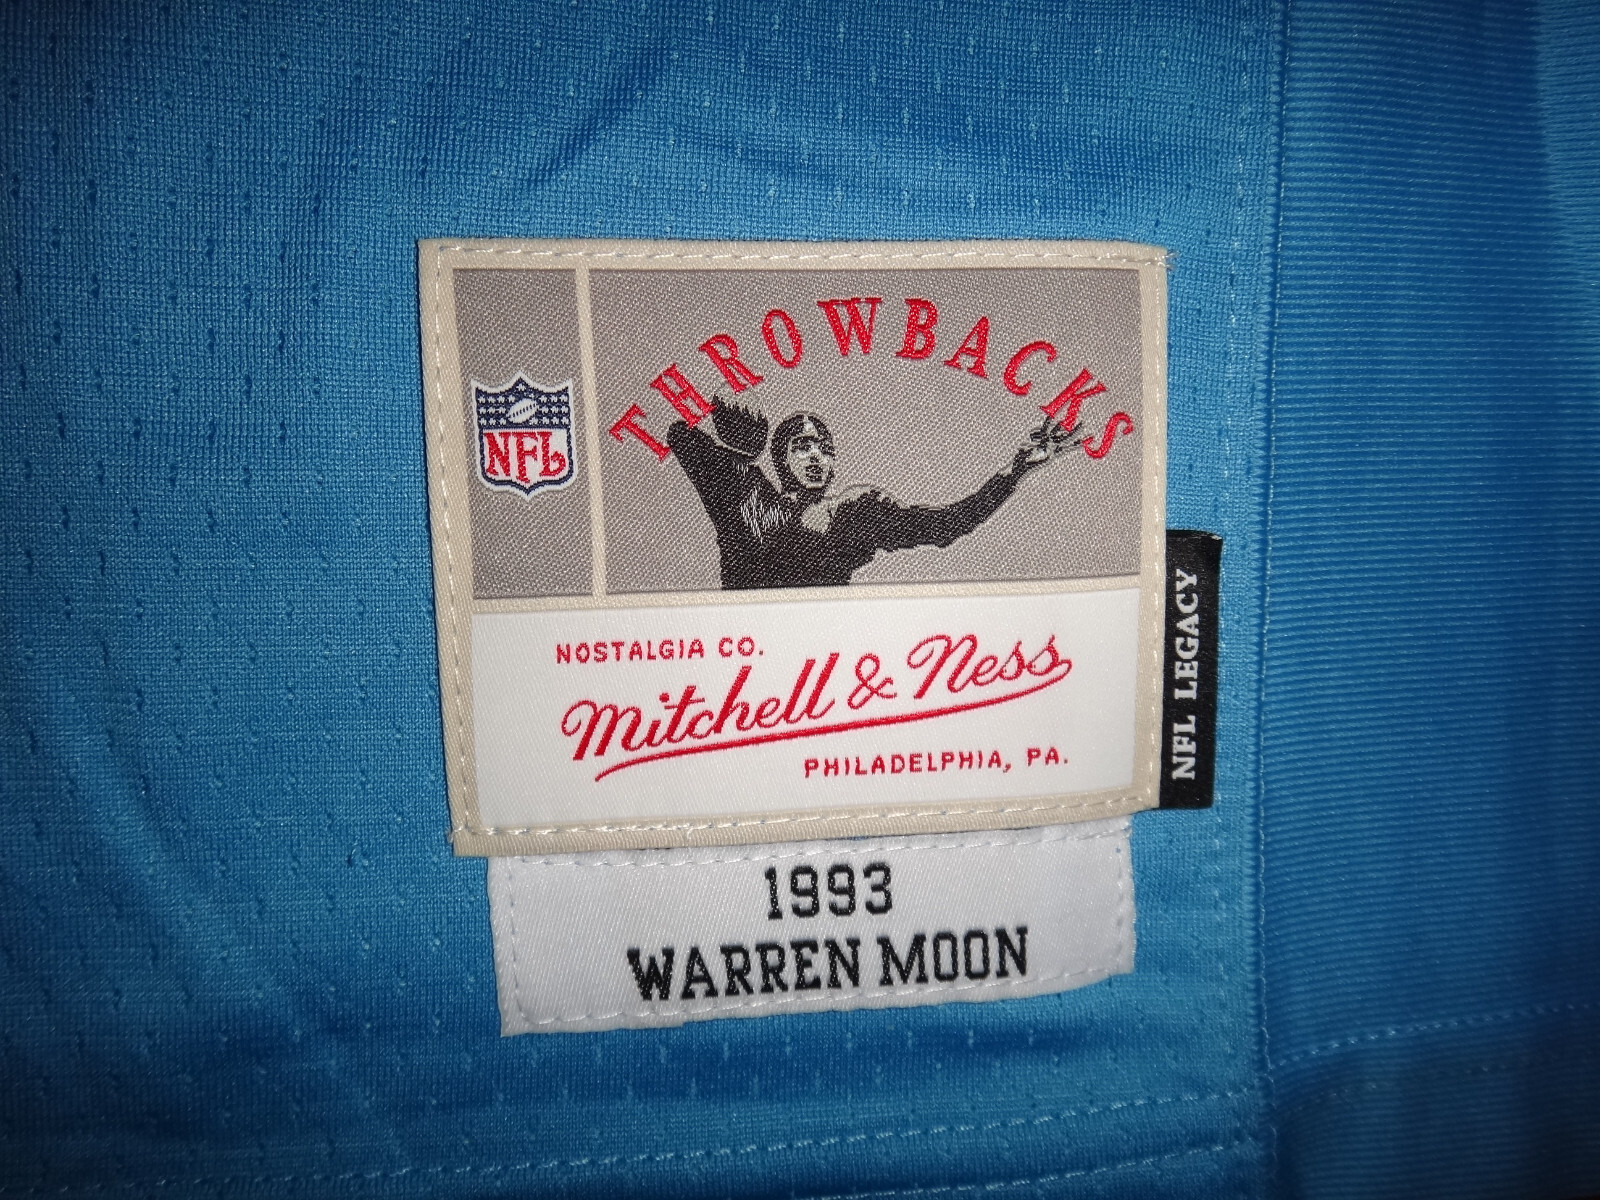 THROWBACKS
NFL
NOSTALGIA CO.
Mitchell & Ness
PHILADELPHIA, PA.
NFL LEGACY
1993
WARREN MOON